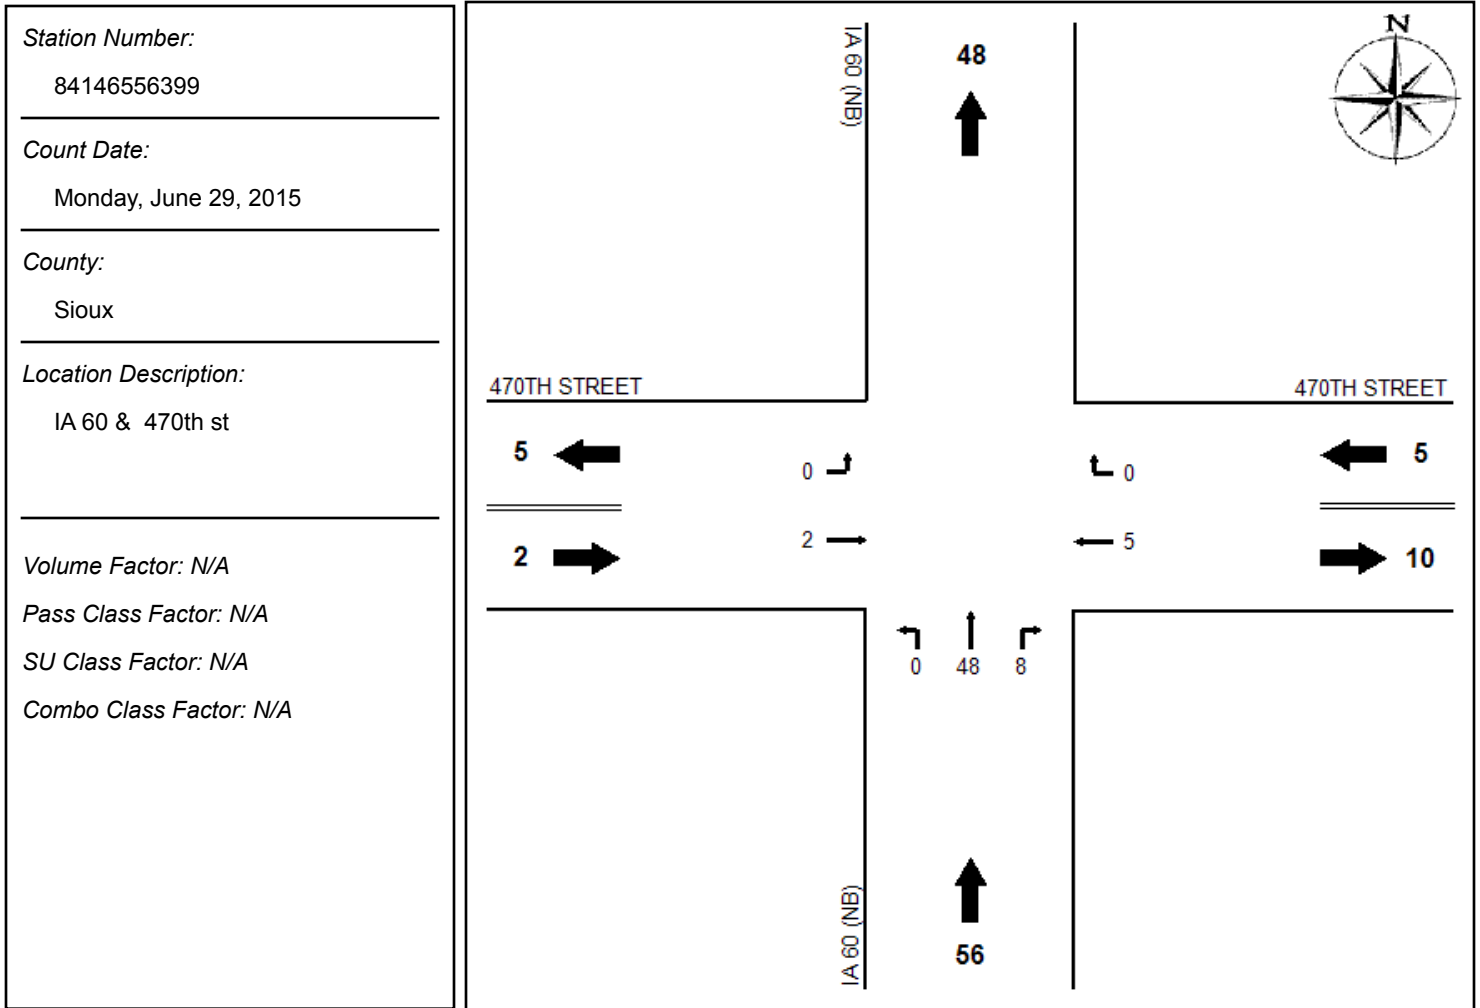 Station Number:
84146556399
Count Date:
Monday, June 29, 2015
County:
Sioux
Location Description:
IA 60 & 470th st
Volume Factor: N/A
Pass Class Factor: N/A
SU Class Factor: N/A
Combo Class Factor: N/A
N
IA 60 (NB)
48
470TH STREET
470TH STREET
5
0
0
5
2
2
5
10
0 48 8
IA 60 (NB)
56